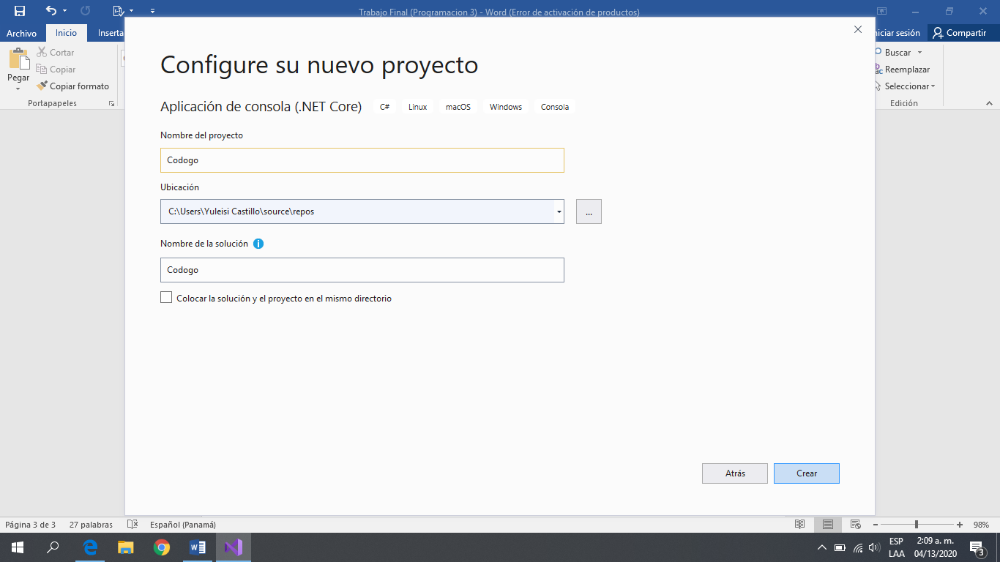 Trabajo Final (Programacion 3) - Word (Error de activación de productos)
Archivo Inicio Inserta
niciar sesión Compartir
Pegar
Cortar
Copiar
Copiar formato
Portapapeles
Buscar
Reemplazar
Seleccionar
Edición
Configure su nuevo proyecto
Aplicación de consola (.NET Core) C# Linux macOS Windows Consola
Nombre del proyecto
Codogo
Ubicación
C:\Users\Yuleisi Castillo\source\repos
...
Nombre de la solución
Codogo
Colocar la solución y el proyecto en el mismo directorio
Atrás Crear
Página 3 de 3 27 palabras Español (Panamá) 98%
ESP 2:09 a. m.
LAA 04/13/2020 3